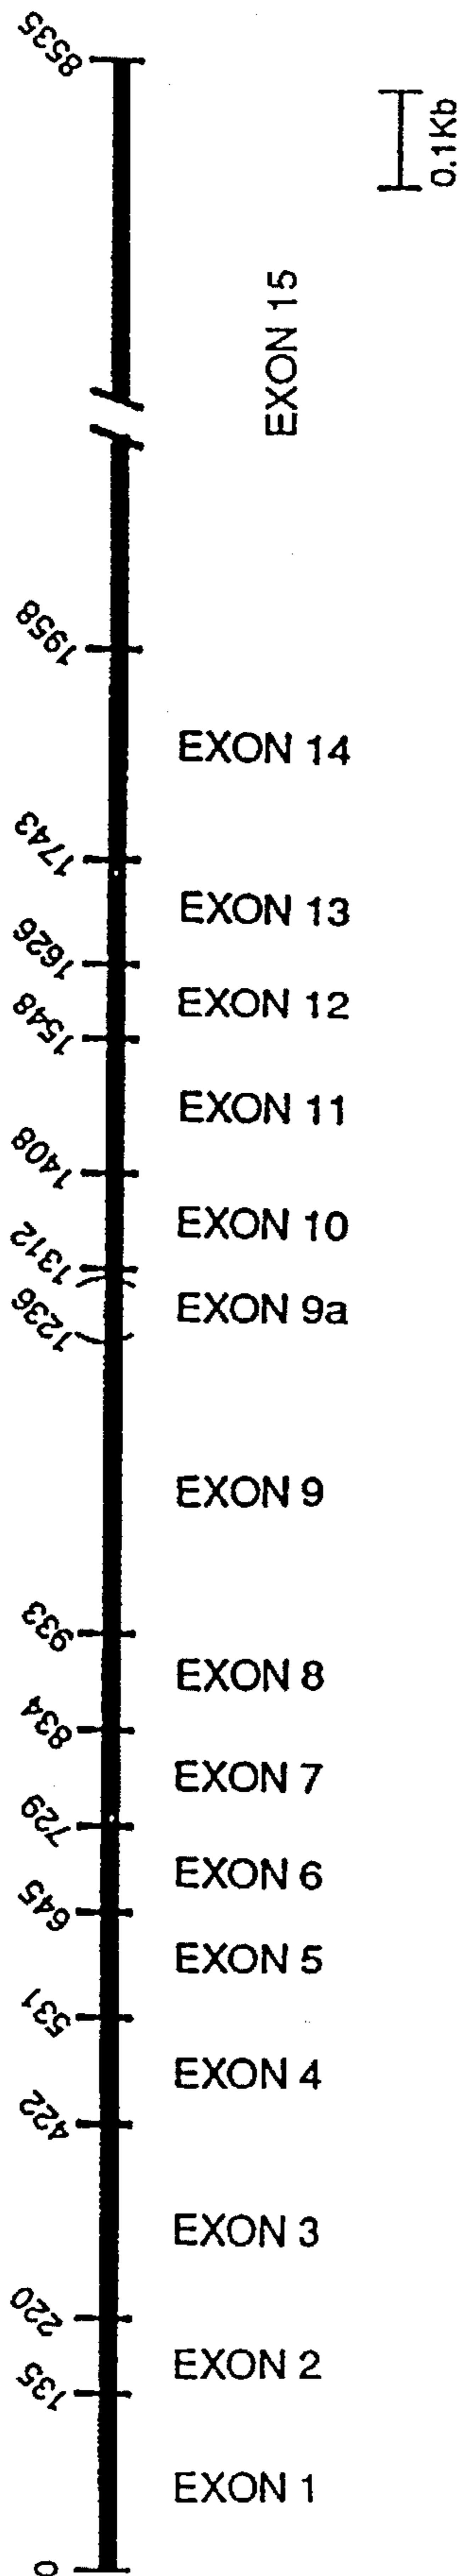 8535
0.1Kb
EXON 15
1958
EXON 14
1743
EXON 13
1626
EXON 12
1548
EXON 11
1408
EXON 10
1312
EXON 9a
1236
EXON 9
933
EXON 8
834
EXON 7
729
EXON 6
645
EXON 5
531
EXON 4
422
EXON 3
220
EXON 2
135
EXON 1
0